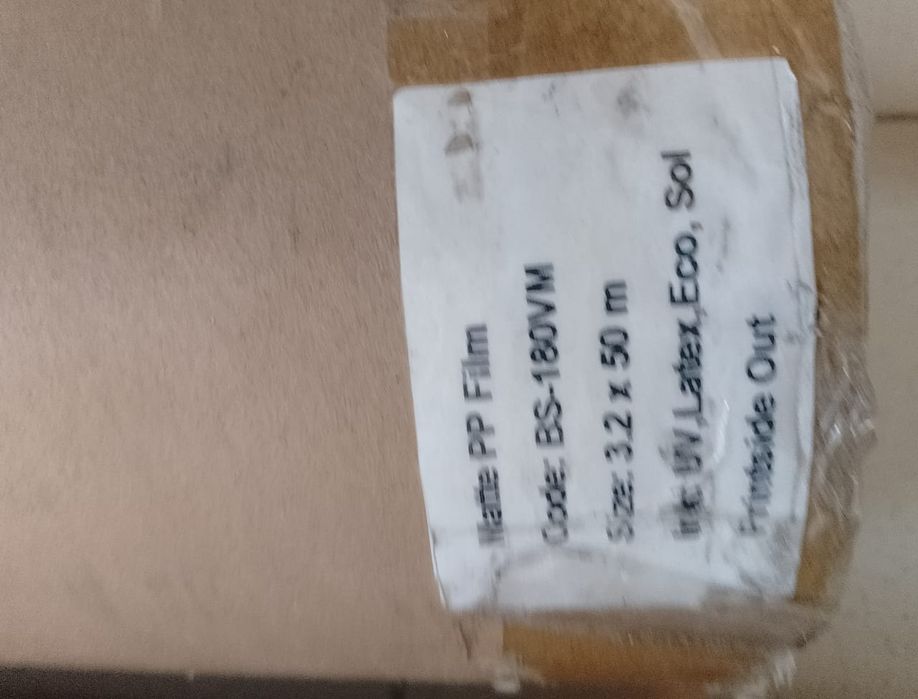 Matte PP Film
Code: BS-180VM
Size: 3.2 x 50 m
Ink: UV,Latex,Eco, Sol
Printside Out